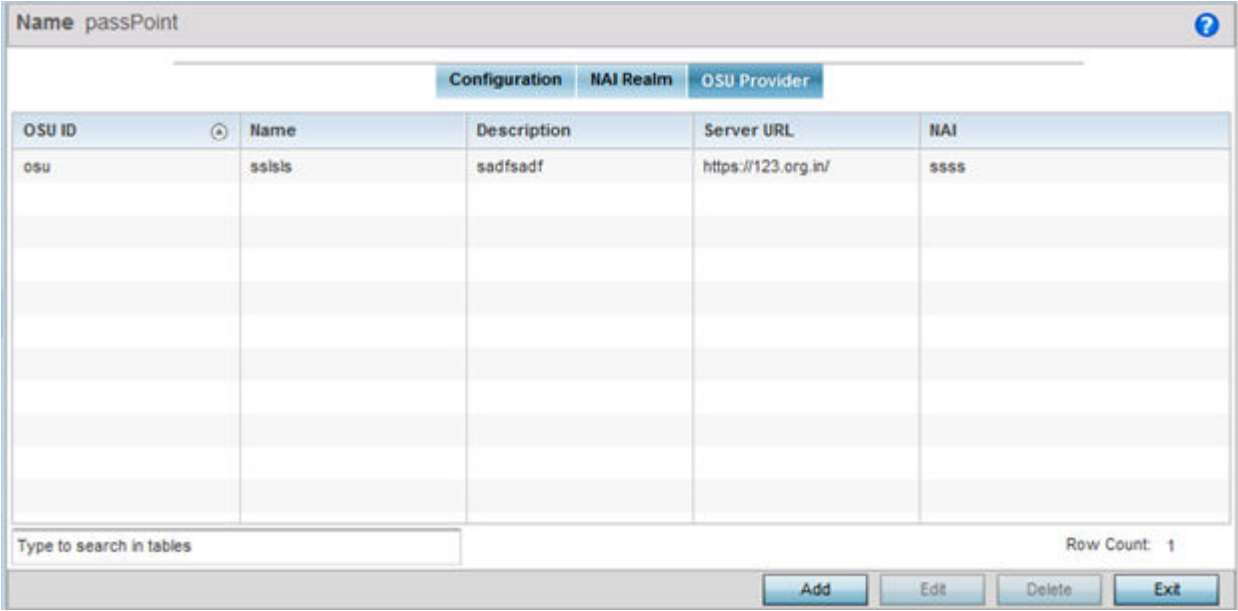 Name passPoint
?
Configuration NAI Realm OSU Provider
OSU ID Name Description Server URL NAI
osu sslsls sadfsadf https://123.org.in/ ssss
Type to search in tables Row Count: 1
Add Edit Delete Exit